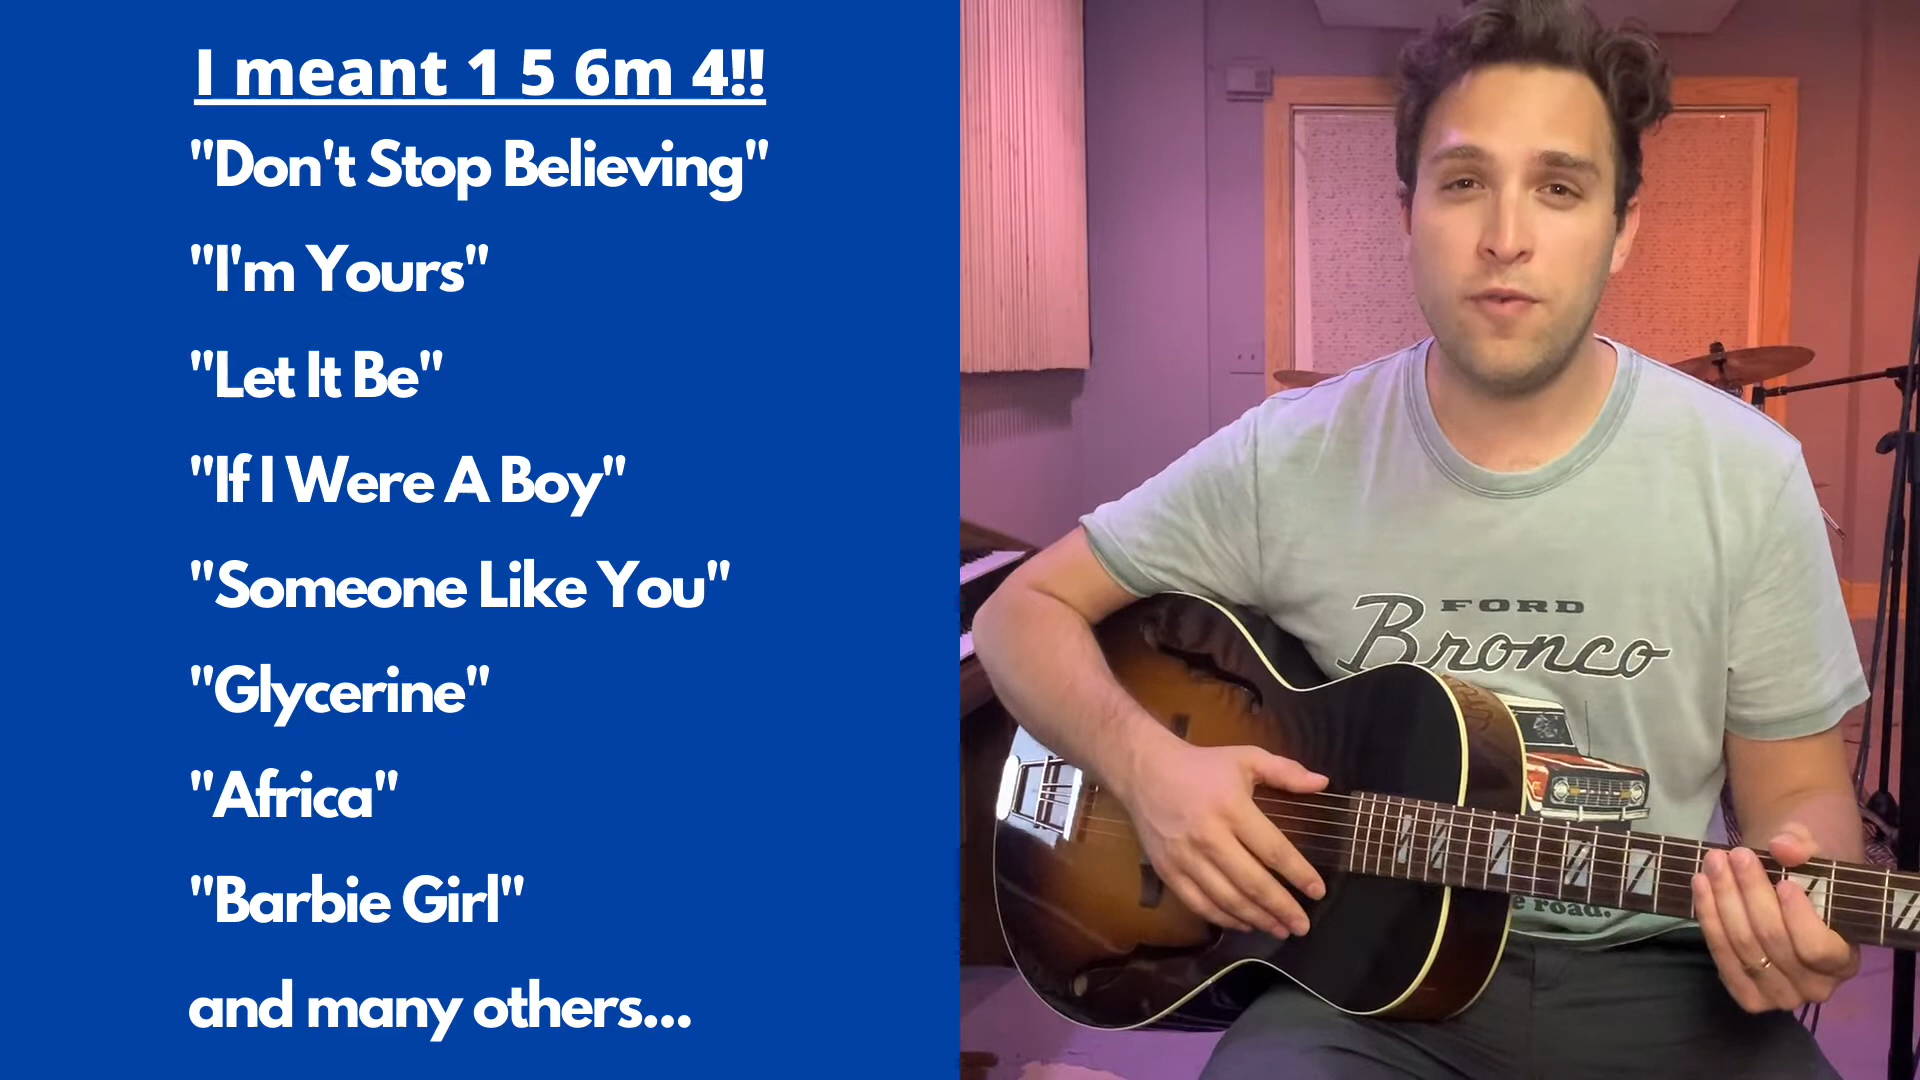 I meant 1 5 6m 4!!
"Don't Stop Believing"
"I'm Yours"
"Let It Be"
"If I Were A Boy"
"Someone Like You"
"Glycerine"
"Africa"
"Barbie Girl"
and many others...
FORD
Bronco
road.